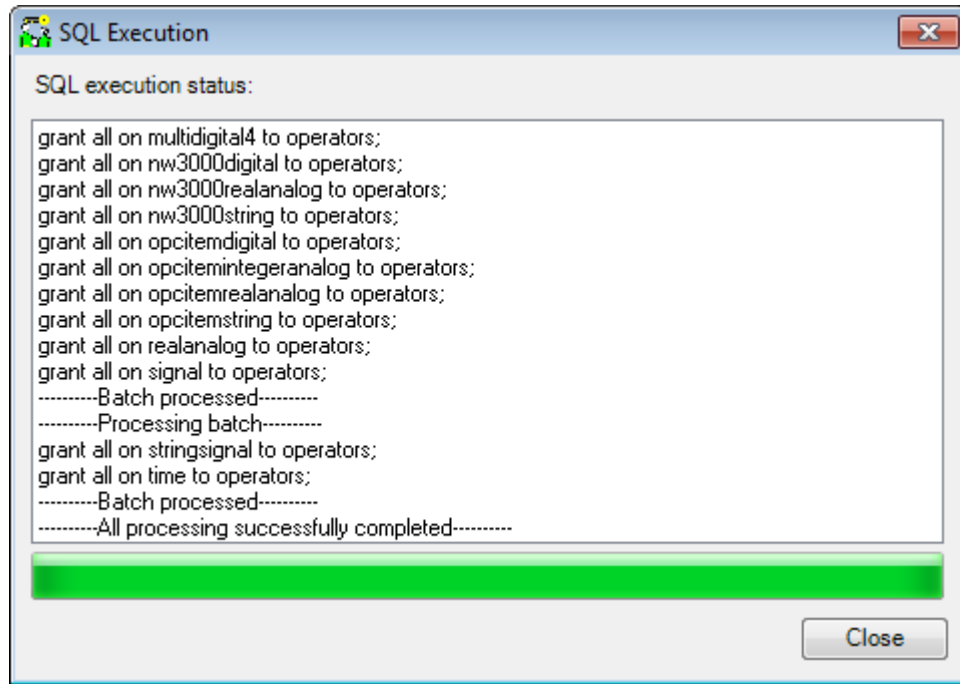 SQL Execution
SQL execution status:
grant all on multidigital4 to operators;
grant all on nw3000digital to operators;
grant all on nw3000realanalog to operators;
grant all on nw3000string to operators;
grant all on opcitemdigital to operators;
grant all on opcitemintegeranalog to operators;
grant all on opcitemrealanalog to operators;
grant all on opcitemstring to operators;
grant all on realanalog to operators;
grant all on signal to operators;
----------Batch processed----------
----------Processing batch----------
grant all on stringsignal to operators;
grant all on time to operators;
----------Batch processed----------
----------All processing successfully completed----------
Close